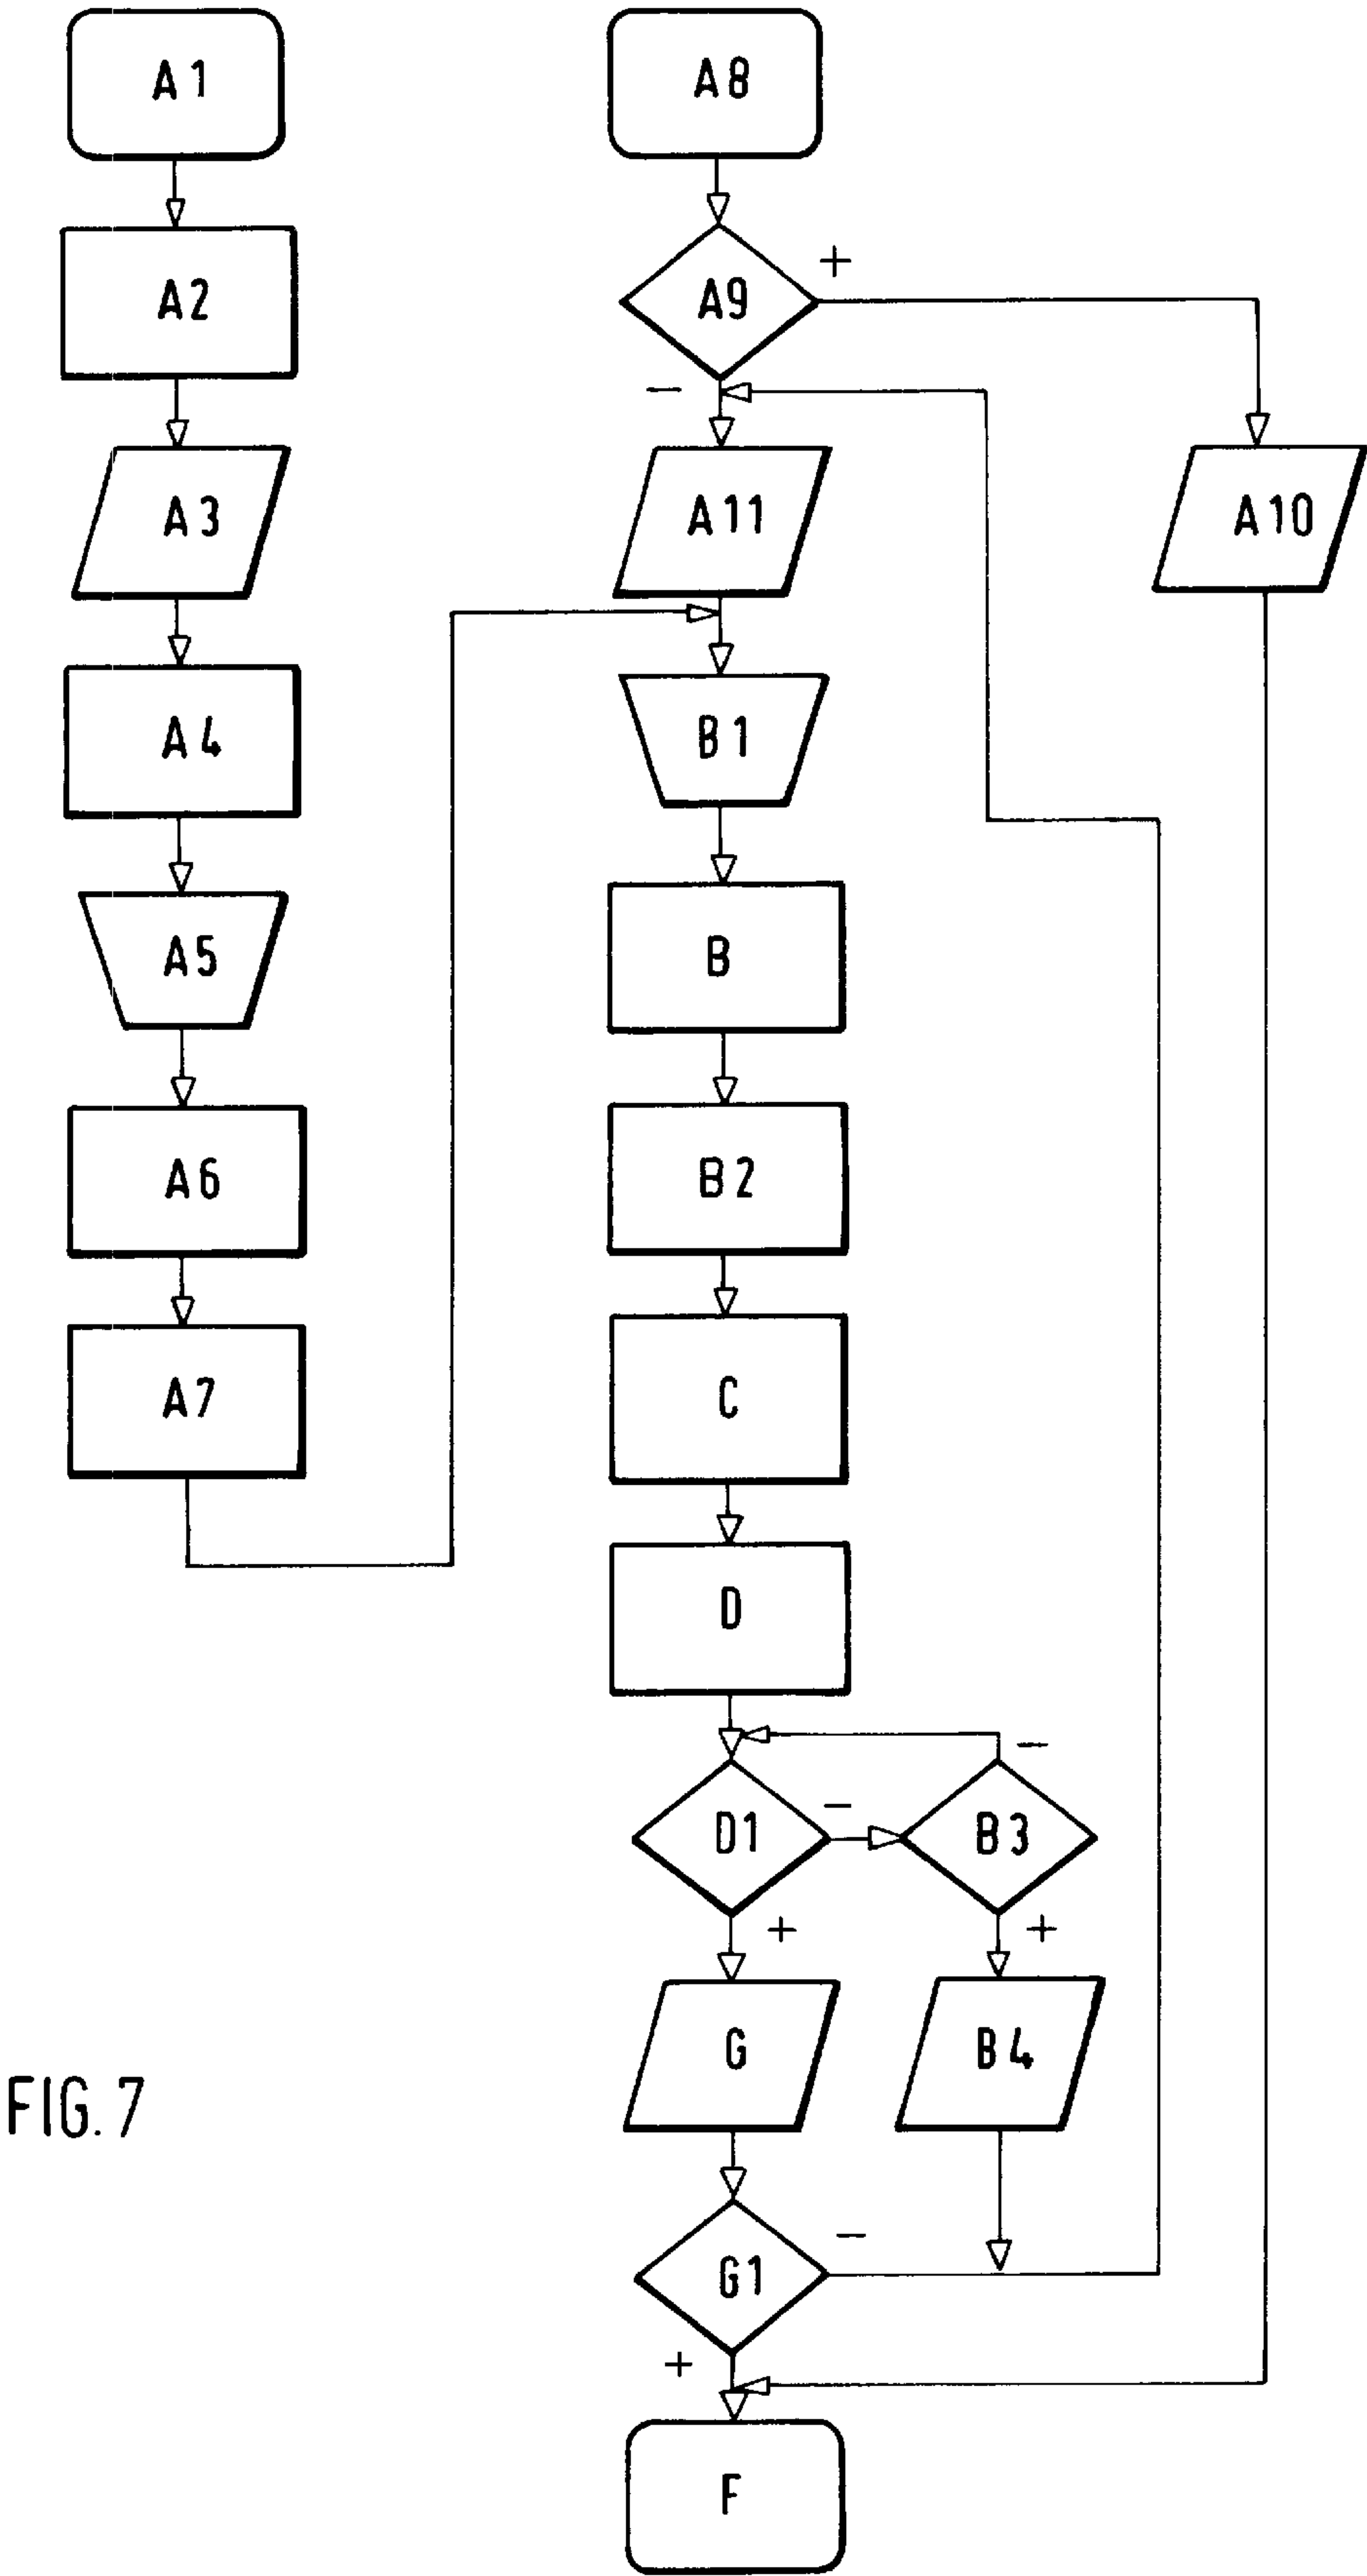 A1
A2
A3
A4
A5
A6
A7
A8
A9
+
−
A11
A10
B1
B
B2
C
D
D1
−
B3
−
+
+
G
B4
G1
−
+
F
FIG. 7